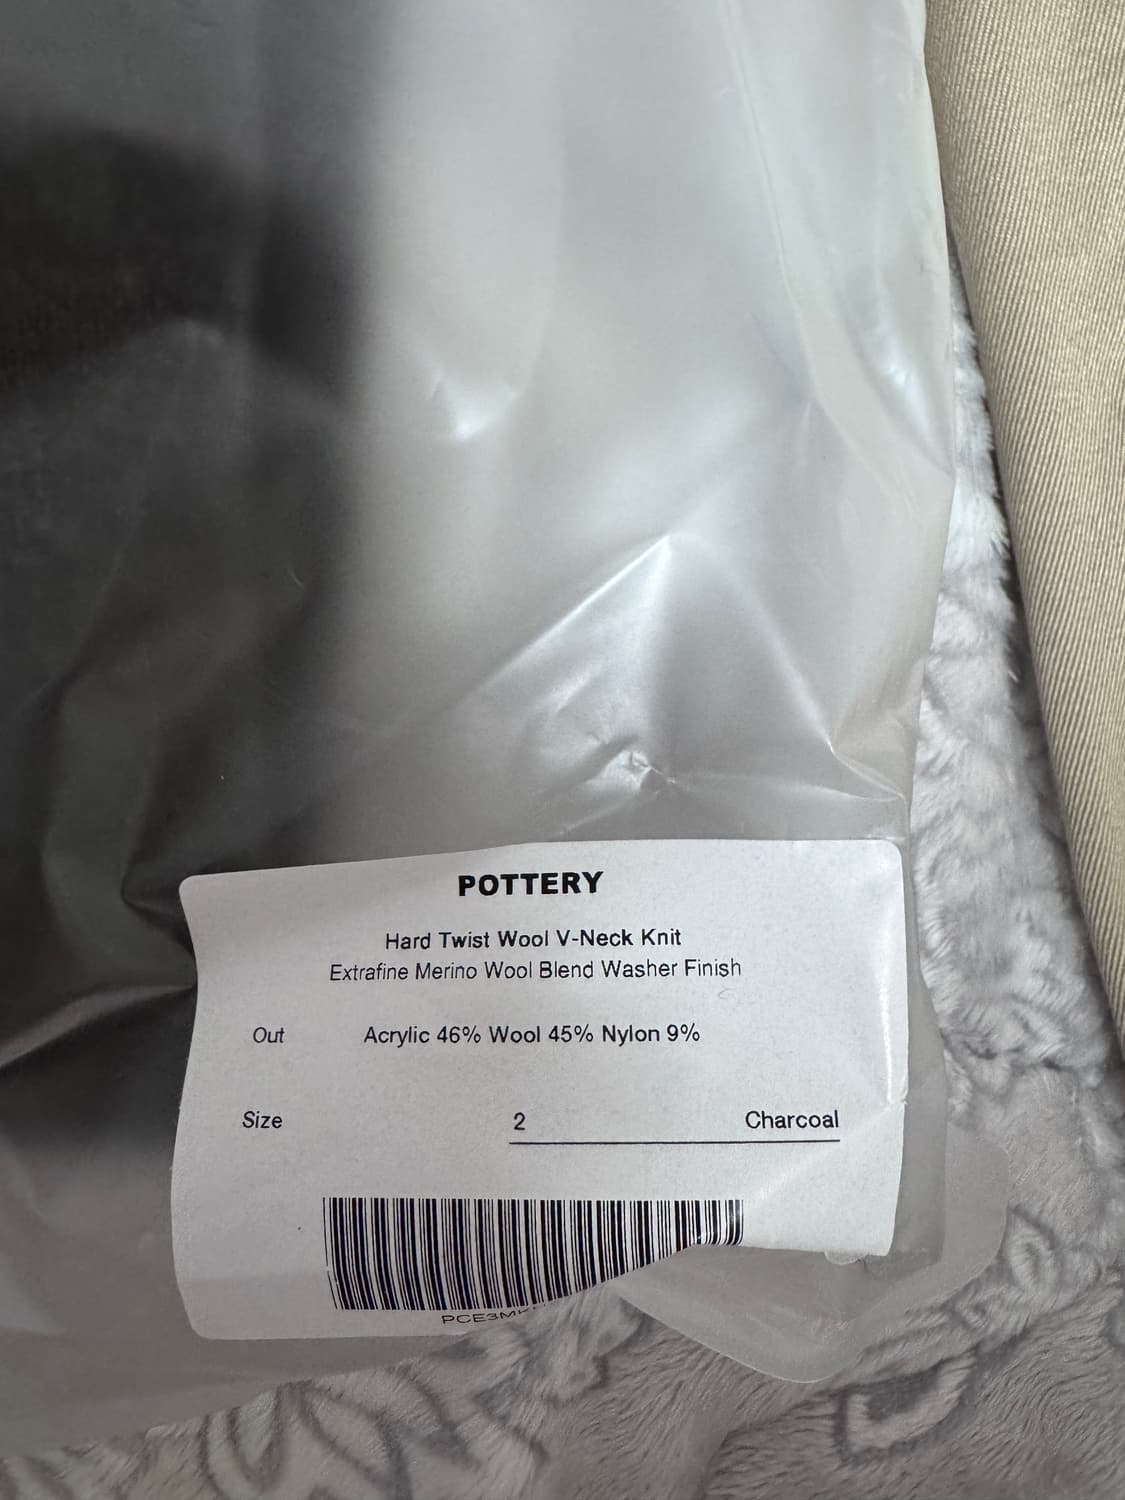 POTTERY
Hard Twist Wool V-Neck Knit
Extrafine Merino Wool Blend Washer Finish
Out Acrylic 46% Wool 45% Nylon 9%
Size 2 Charcoal